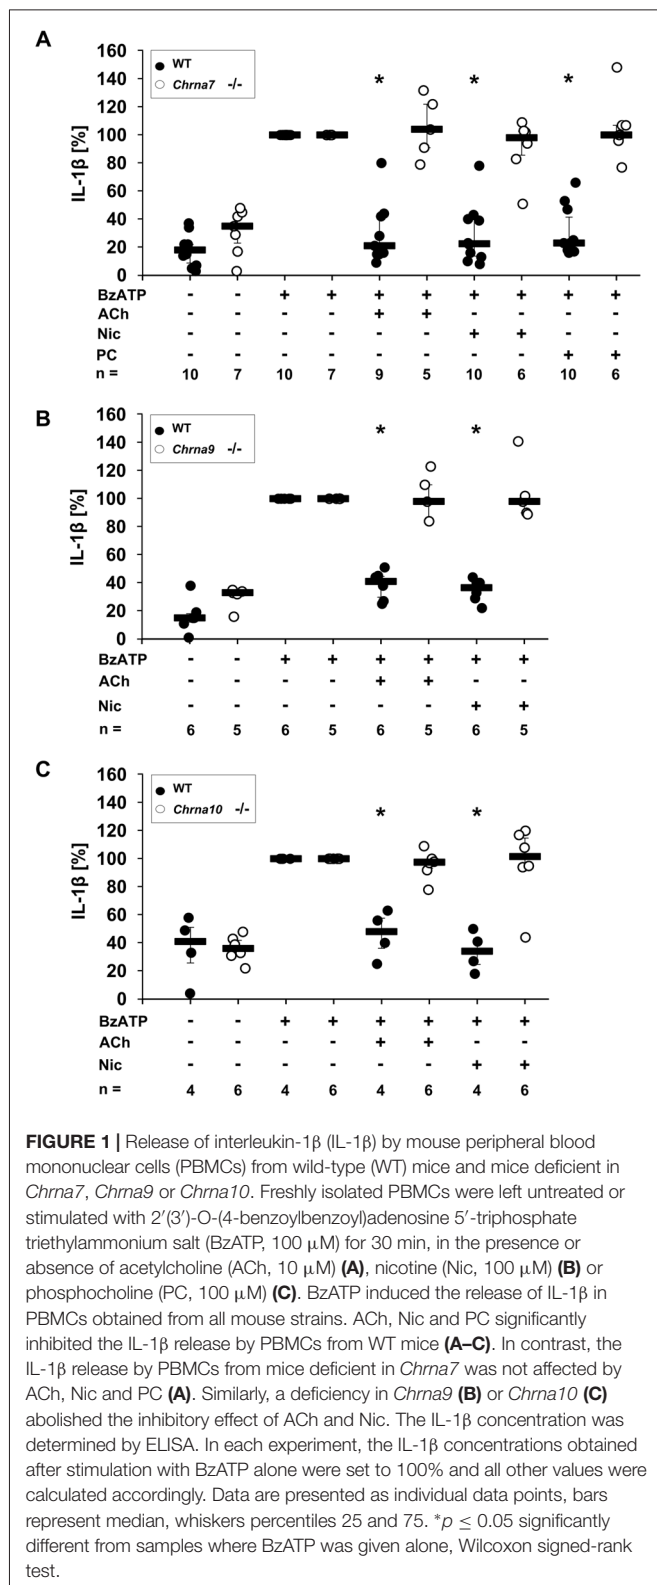 A
160
140
120
100
80
60
40
20
0
IL-1β [%]
WT
Chrna7 -/-
* * *
BzATP - - + + + + + + + +
ACh - - - - + + - - - -
Nic - - - - - - + + - -
PC - - - - - - - - + +
n = 10 7 10 7 9 5 10 6 10 6
B
160
140
120
100
80
60
40
20
0
IL-1β [%]
WT
Chrna9 -/-
* *
BzATP - - + + + + + +
ACh - - - - + + - -
Nic - - - - - - + +
n = 6 5 6 5 6 5 6 5
C
160
140
120
100
80
60
40
20
0
IL-1β [%]
WT
Chrna10 -/-
* *
BzATP - - + + + + + +
ACh - - - - + + - -
Nic - - - - - - + +
n = 4 6 4 6 4 6 4 6
FIGURE 1 | Release of interleukin-1β (IL-1β) by mouse peripheral blood
mononuclear cells (PBMCs) from wild-type (WT) mice and mice deficient in
Chrna7, Chrna9 or Chrna10. Freshly isolated PBMCs were left untreated or
stimulated with 2′(3′)-O-(4-benzoylbenzoyl)adenosine 5′-triphosphate
triethylammonium salt (BzATP, 100 μM) for 30 min, in the presence or
absence of acetylcholine (ACh, 10 μM) (A), nicotine (Nic, 100 μM) (B) or
phosphocholine (PC, 100 μM) (C). BzATP induced the release of IL-1β in
PBMCs obtained from all mouse strains. ACh, Nic and PC significantly
inhibited the IL-1β release by PBMCs from WT mice (A–C). In contrast, the
IL-1β release by PBMCs from mice deficient in Chrna7 was not affected by
ACh, Nic and PC (A). Similarly, a deficiency in Chrna9 (B) or Chrna10 (C)
abolished the inhibitory effect of ACh and Nic. The IL-1β concentration was
determined by ELISA. In each experiment, the IL-1β concentrations obtained
after stimulation with BzATP alone were set to 100% and all other values were
calculated accordingly. Data are presented as individual data points, bars
represent median, whiskers percentiles 25 and 75. *p ≤ 0.05 significantly
different from samples where BzATP was given alone, Wilcoxon signed-rank
test.